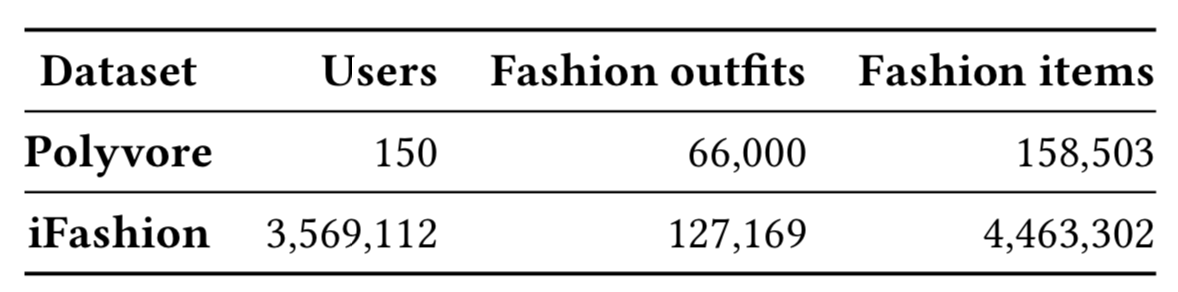 Dataset Users Fashion outfits Fashion items
Polyvore 150 66,000 158,503
iFashion 3,569,112 127,169 4,463,302